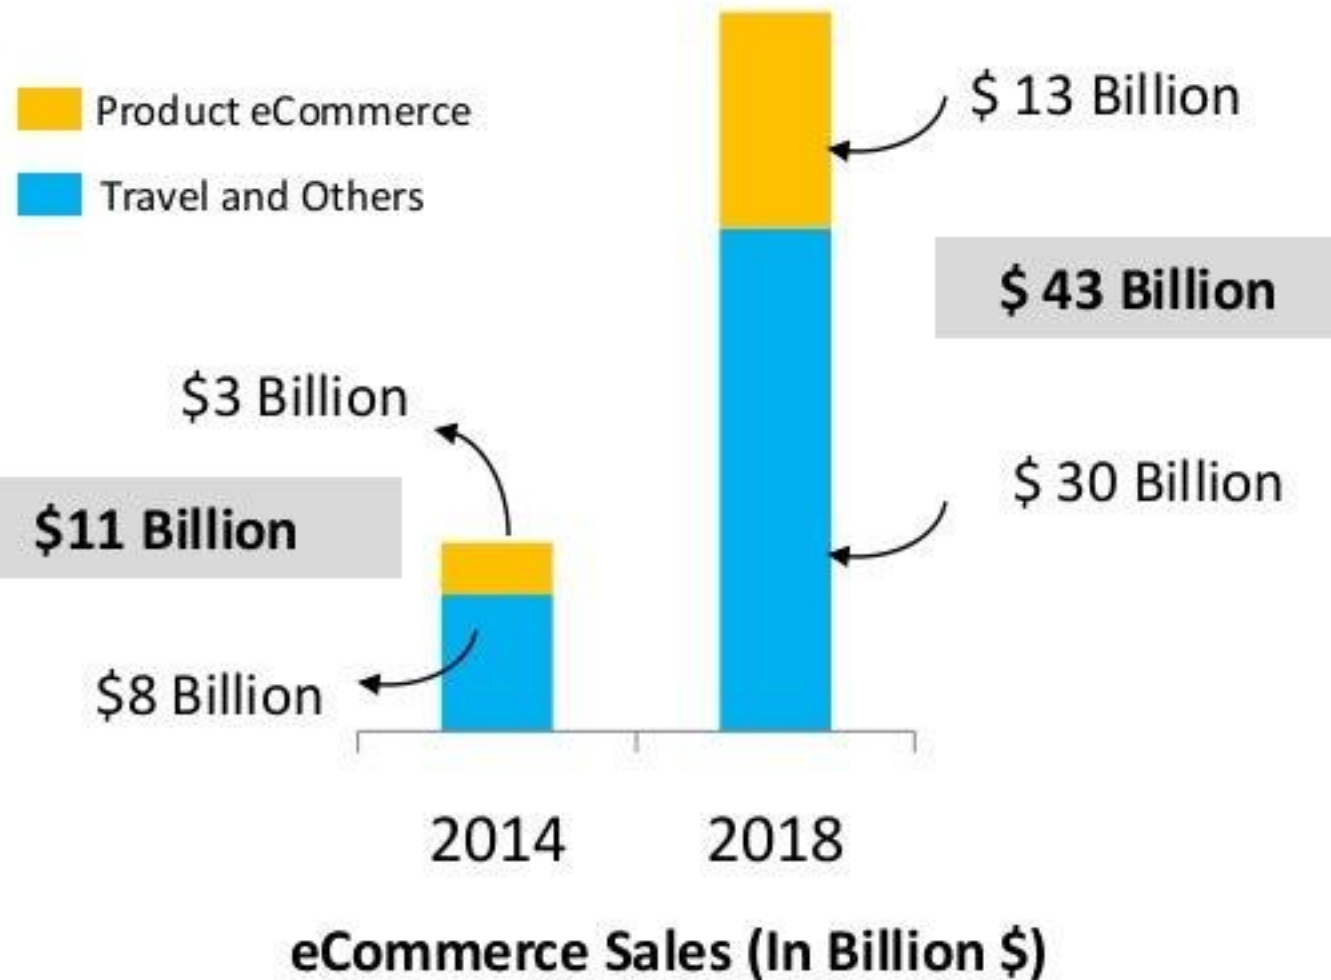 Product eCommerce
Travel and Others
$ 13 Billion
$ 43 Billion
$3 Billion
$ 30 Billion
$11 Billion
$8 Billion
2014 2018
eCommerce Sales (In Billion $)